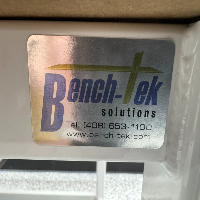 Bench-Tek
solutions
Tel: (408) 653-1100
www.bench-tek.com